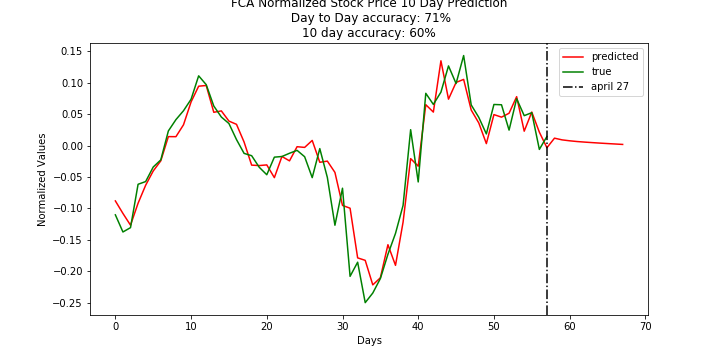 FCA Normalized Stock Price 10 Day Prediction
Day to Day accuracy: 71%
10 day accuracy: 60%
predicted
true
april 27
Normalized Values
0.15
0.10
0.05
0.00
−0.05
−0.10
−0.15
−0.20
−0.25
0 10 20 30 40 50 60 70
Days